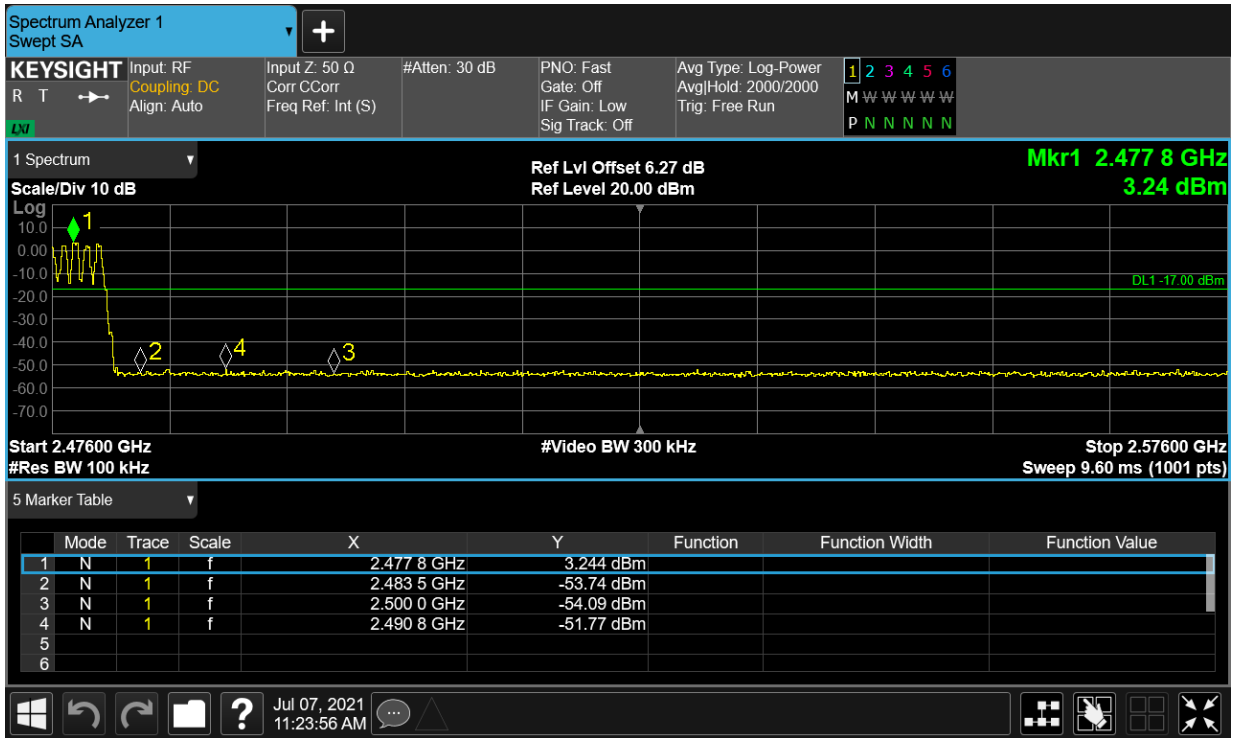 Spectrum Analyzer 1
Swept SA
KEYSIGHT
R T
LXI
Input: RF
Coupling: DC
Align: Auto
Input Z: 50 Ω
Corr CCorr
Freq Ref: Int (S)
#Atten: 30 dB
PNO: Fast
Gate: Off
IF Gain: Low
Sig Track: Off
Avg Type: Log-Power
Avg|Hold: 2000/2000
Trig: Free Run
1 2 3 4 5 6
M W W W W W
P N N N N N
1 Spectrum
Scale/Div 10 dB
Ref Lvl Offset 6.27 dB
Ref Level 20.00 dBm
Mkr1 2.477 8 GHz
3.24 dBm
Log
10.0
0.00
-10.0
-20.0
-30.0
-40.0
-50.0
-60.0
-70.0
1
2
4
3
DL1 -17.00 dBm
Start 2.47600 GHz
#Res BW 100 kHz
#Video BW 300 kHz
Stop 2.57600 GHz
Sweep 9.60 ms (1001 pts)
5 Marker Table
Mode Trace Scale X Y Function Function Width Function Value
1 N 1 f 2.477 8 GHz 3.244 dBm
2 N 1 f 2.483 5 GHz -53.74 dBm
3 N 1 f 2.500 0 GHz -54.09 dBm
4 N 1 f 2.490 8 GHz -51.77 dBm
5
6
?
Jul 07, 2021
11:23:56 AM